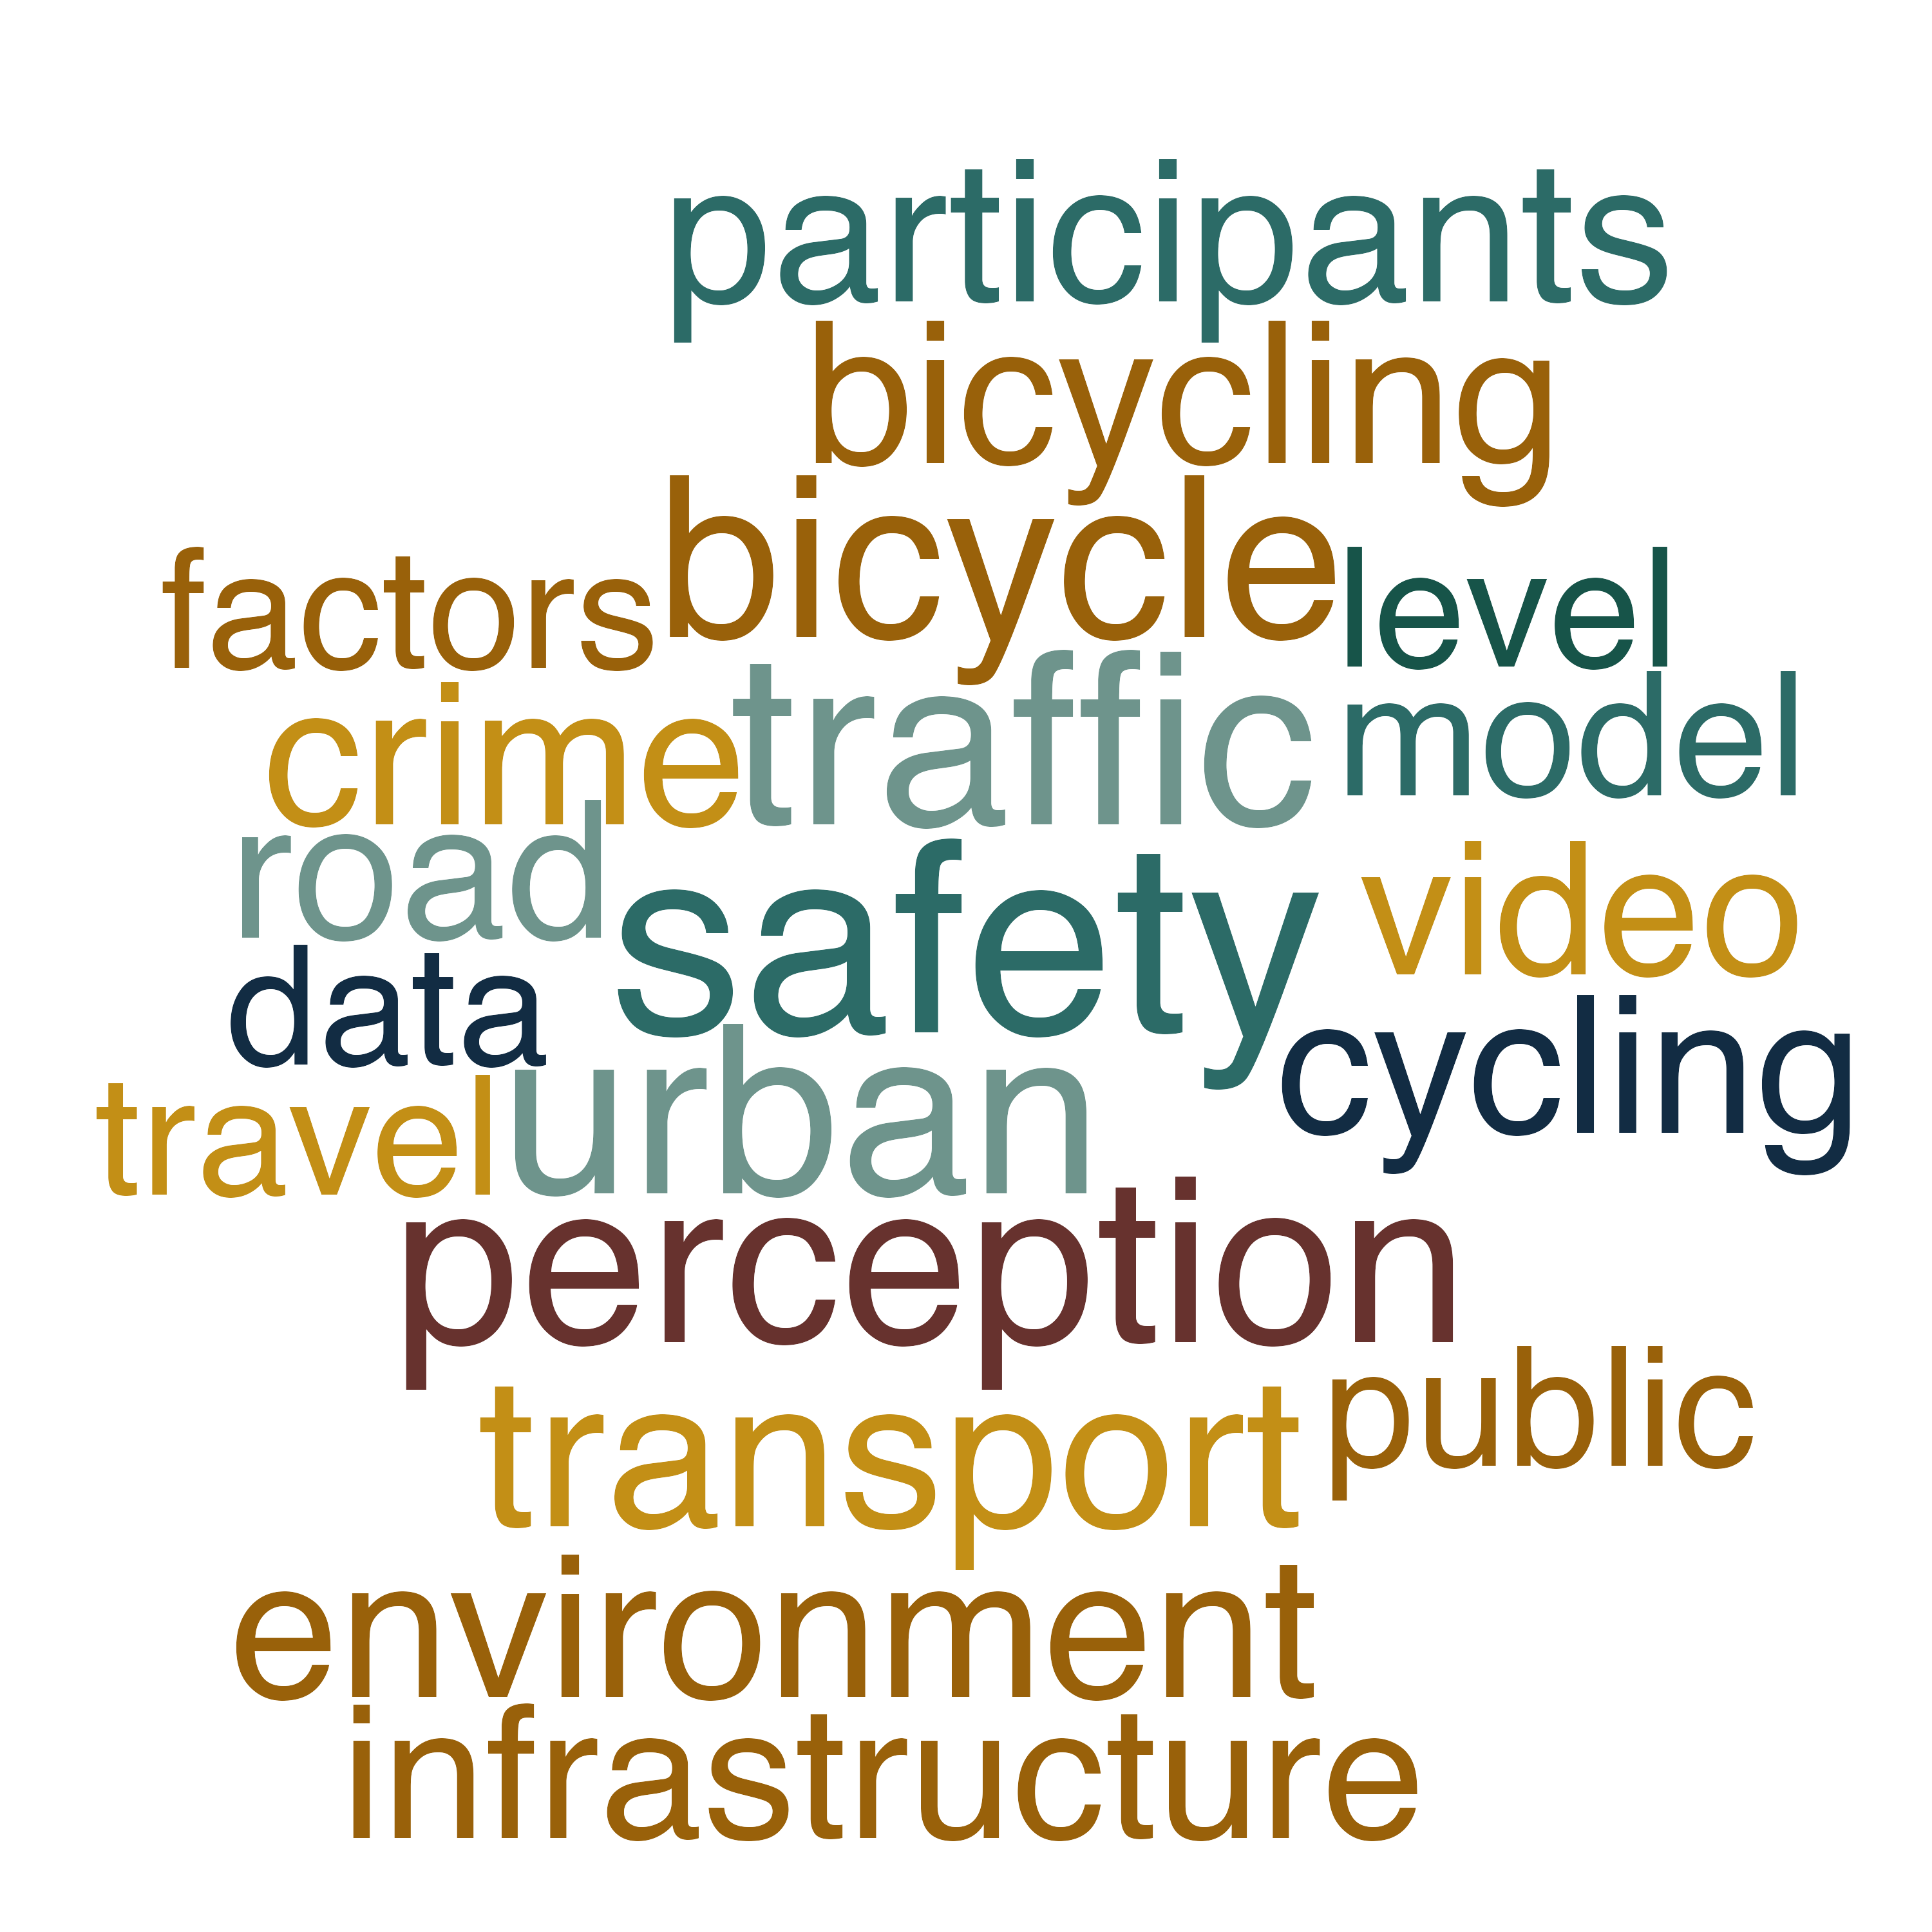 participants
bicycling
bicycle
factors
level
crime
traffic
model
road
safety
video
data
cycling
travel
urban
perception
transport
public
environment
infrastructure